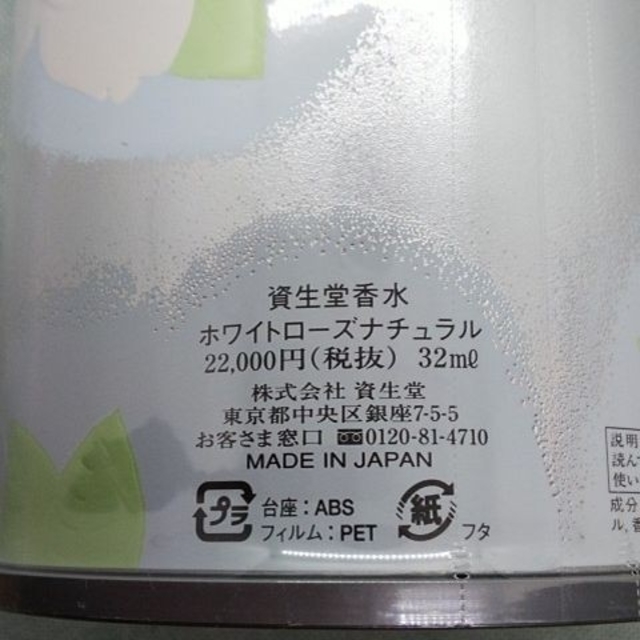 資生堂香水
ホワイトローズナチュラル
22,000円(税抜) 32mℓ
株式会社 資生堂
東京都中央区銀座7-5-5
お客さま窓口 0120-81-4710
MADE IN JAPAN
プラ 台座:ABS
フィルム:PET
紙 フタ
説明
読ん
使い
成分
ル,香